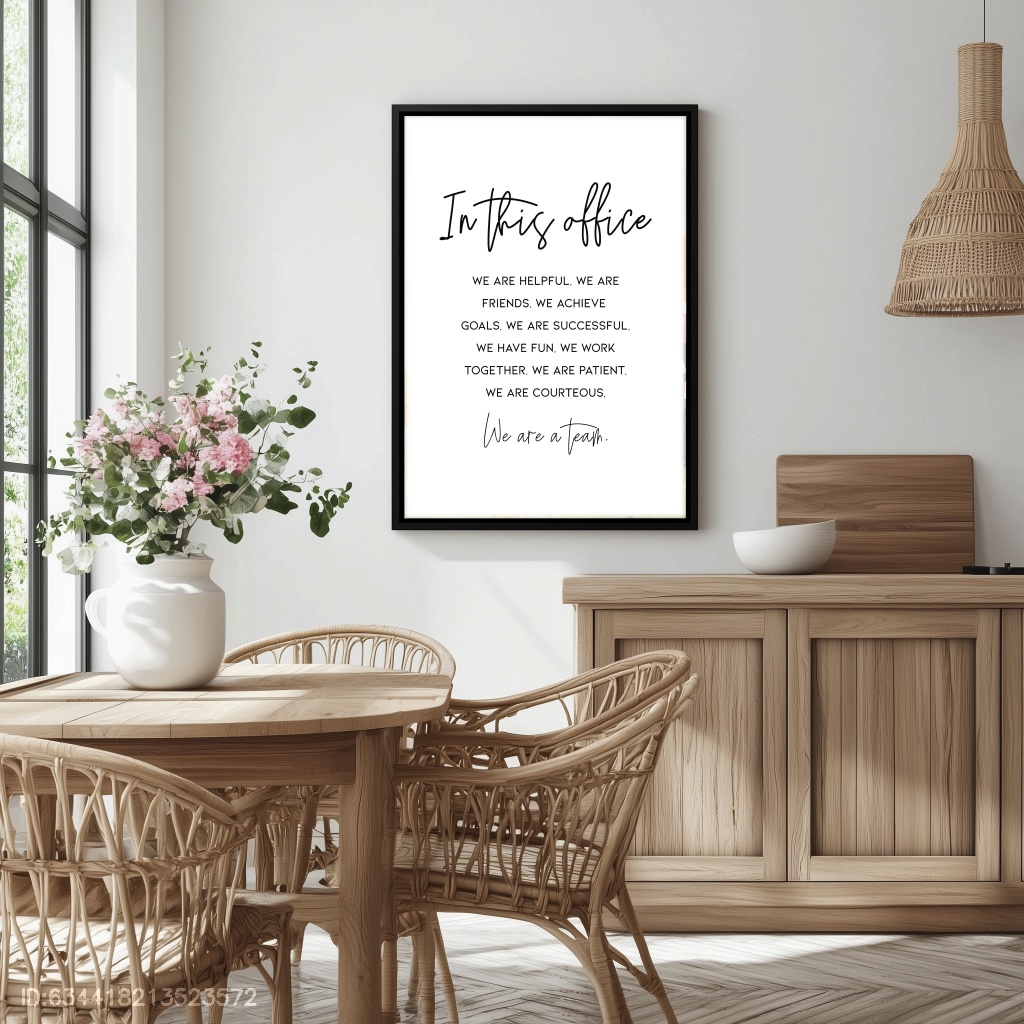 In this office
WE ARE HELPFUL, WE ARE
FRIENDS, WE ACHIEVE
GOALS, WE ARE SUCCESSFUL,
WE HAVE FUN, WE WORK
TOGETHER, WE ARE PATIENT,
WE ARE COURTEOUS,
We are a team.
ID:634418213523572